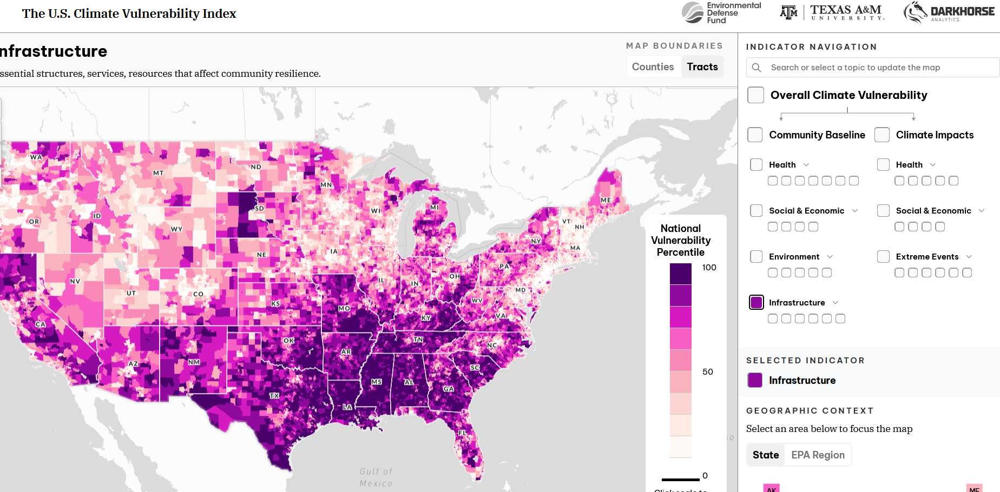 The U.S. Climate Vulnerability Index
Environmental
Defense
Fund
TEXAS A&M
UNIVERSITY
DARKHORSE
ANALYTICS
nfrastructure
ssential structures, services, resources that affect community resilience.
MAP BOUNDARIES
Counties Tracts
WA
MT
ND
MN
OR
ID
WY
SD
WI
MI
ME
VT
NH
NY
MA
NE
IA
PA
NV
UT
CO
KS
IL
IN
OH
MD
WV
VA
CA
MO
KY
AZ
NM
OK
AR
TN
NC
SC
TX
LA
MS
AL
GA
FL
Gulf of
Mexico
National
Vulnerability
Percentile
100
50
0
Click scale to
INDICATOR NAVIGATION
Search or select a topic to update the map
Overall Climate Vulnerability
Community Baseline Climate Impacts
Health Health
Social & Economic Social & Economic
Environment Extreme Events
Infrastructure
SELECTED INDICATOR
Infrastructure
GEOGRAPHIC CONTEXT
Select an area below to focus the map
State EPA Region
AK ME